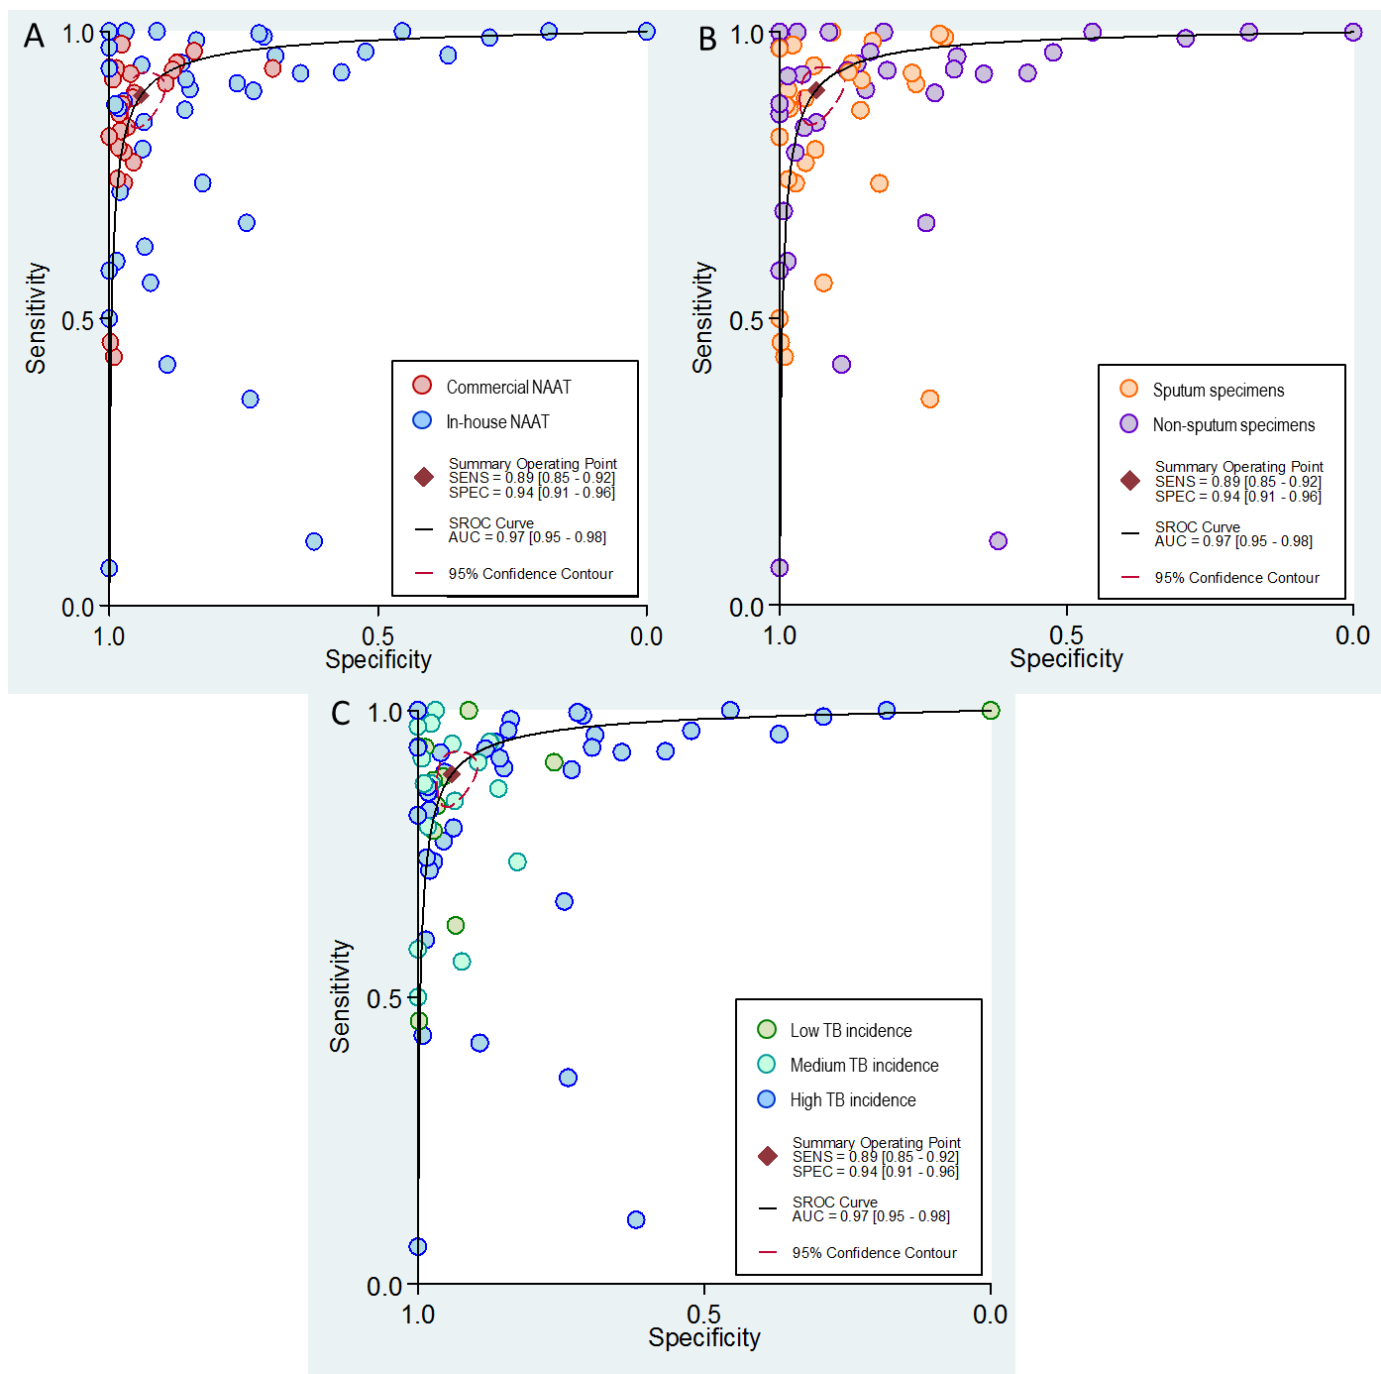 A
1.0
0.5
0.0
Sensitivity
1.0
0.5
0.0
Specificity
Commercial NAAT
In-house NAAT
Summary Operating Point
SENS = 0.89 [0.85 - 0.92]
SPEC = 0.94 [0.91 - 0.96]
SROC Curve
AUC = 0.97 [0.95 - 0.98]
95% Confidence Contour
B
1.0
0.5
0.0
Sensitivity
1.0
0.5
0.0
Specificity
Sputum specimens
Non-sputum specimens
Summary Operating Point
SENS = 0.89 [0.85 - 0.92]
SPEC = 0.94 [0.91 - 0.96]
SROC Curve
AUC = 0.97 [0.95 - 0.98]
95% Confidence Contour
C
1.0
0.5
0.0
Sensitivity
1.0
0.5
0.0
Specificity
Low TB incidence
Medium TB incidence
High TB incidence
Summary Operating Point
SENS = 0.89 [0.85 - 0.92]
SPEC = 0.94 [0.91 - 0.96]
SROC Curve
AUC = 0.97 [0.95 - 0.98]
95% Confidence Contour